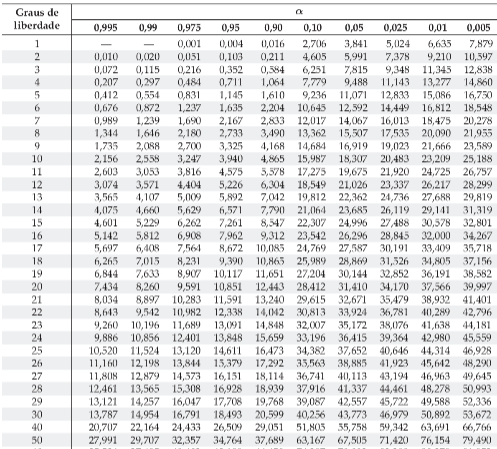 Graus de α
liberdade 0,995 0,99 0,975 0,95 0,90 0,10 0,05 0,025 0,01 0,005
1 — — 0,001 0,004 0,016 2,706 3,841 5,024 6,635 7,879
2 0,010 0,020 0,051 0,103 0,211 4,605 5,991 7,378 9,210 10,597
3 0,072 0,115 0,216 0,352 0,584 6,251 7,815 9,348 11,345 12,838
4 0,207 0,297 0,484 0,711 1,064 7,779 9,488 11,143 13,277 14,860
5 0,412 0,554 0,831 1,145 1,610 9,236 11,071 12,833 15,086 16,750
6 0,676 0,872 1,237 1,635 2,204 10,645 12,592 14,449 16,812 18,548
7 0,989 1,239 1,690 2,167 2,833 12,017 14,067 16,013 18,475 20,278
8 1,344 1,646 2,180 2,733 3,490 13,362 15,507 17,535 20,090 21,955
9 1,735 2,088 2,700 3,325 4,168 14,684 16,919 19,023 21,666 23,589
10 2,156 2,558 3,247 3,940 4,865 15,987 18,307 20,483 23,209 25,188
11 2,603 3,053 3,816 4,575 5,578 17,275 19,675 21,920 24,725 26,757
12 3,074 3,571 4,404 5,226 6,304 18,549 21,026 23,337 26,217 28,299
13 3,565 4,107 5,009 5,892 7,042 19,812 22,362 24,736 27,688 29,819
14 4,075 4,660 5,629 6,571 7,790 21,064 23,685 26,119 29,141 31,319
15 4,601 5,229 6,262 7,261 8,547 22,307 24,996 27,488 30,578 32,801
16 5,142 5,812 6,908 7,962 9,312 23,542 26,296 28,845 32,000 34,267
17 5,697 6,408 7,564 8,672 10,085 24,769 27,587 30,191 33,409 35,718
18 6,265 7,015 8,231 9,390 10,865 25,989 28,869 31,526 34,805 37,156
19 6,844 7,633 8,907 10,117 11,651 27,204 30,144 32,852 36,191 38,582
20 7,434 8,260 9,591 10,851 12,443 28,412 31,410 34,170 37,566 39,997
21 8,034 8,897 10,283 11,591 13,240 29,615 32,671 35,479 38,932 41,401
22 8,643 9,542 10,982 12,338 14,042 30,813 33,924 36,781 40,289 42,796
23 9,260 10,196 11,689 13,091 14,848 32,007 35,172 38,076 41,638 44,181
24 9,886 10,856 12,401 13,848 15,659 33,196 36,415 39,364 42,980 45,559
25 10,520 11,524 13,120 14,611 16,473 34,382 37,652 40,646 44,314 46,928
26 11,160 12,198 13,844 15,379 17,292 35,563 38,885 41,923 45,642 48,290
27 11,808 12,879 14,573 16,151 18,114 36,741 40,113 43,194 46,963 49,645
28 12,461 13,565 15,308 16,928 18,939 37,916 41,337 44,461 48,278 50,993
29 13,121 14,257 16,047 17,708 19,768 39,087 42,557 45,722 49,588 52,336
30 13,787 14,954 16,791 18,493 20,599 40,256 43,773 46,979 50,892 53,672
40 20,707 22,164 24,433 26,509 29,051 51,805 55,758 59,342 63,691 66,766
50 27,991 29,707 32,357 34,764 37,689 63,167 67,505 71,420 76,154 79,490